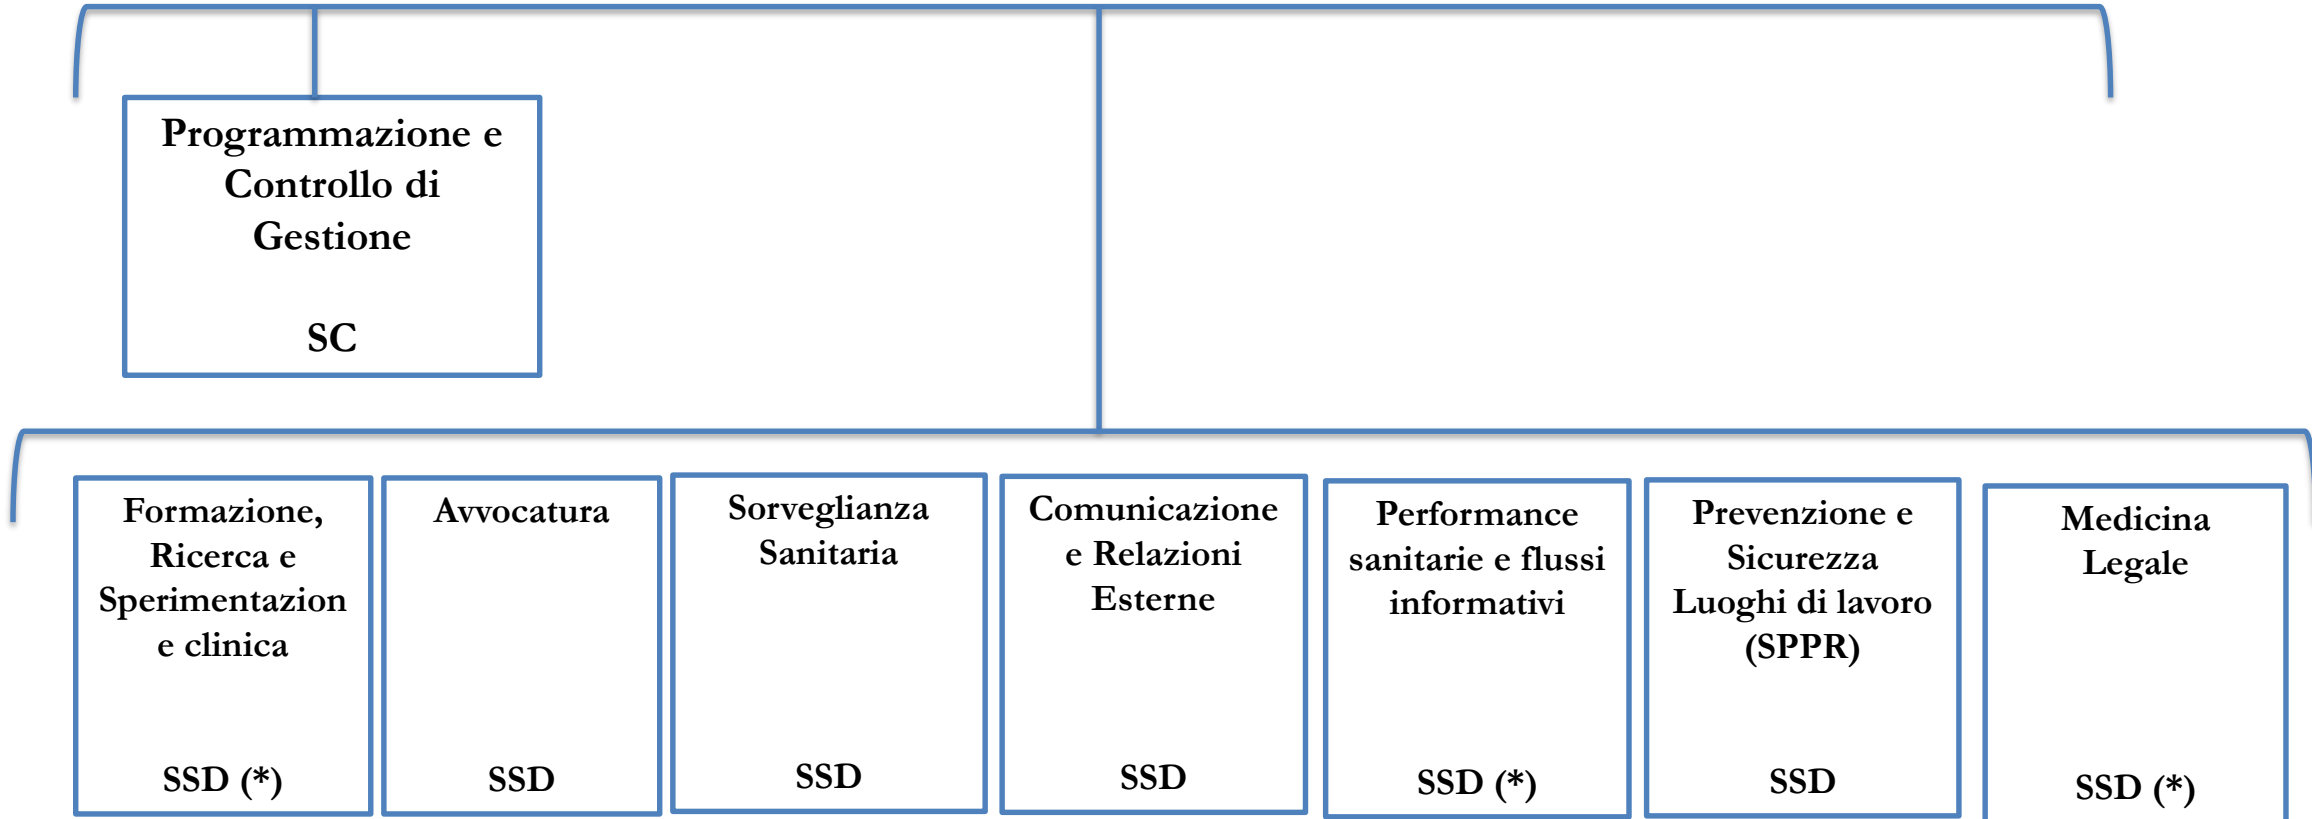 Programmazione e
Controllo di
Gestione
SC
Formazione,
Ricerca e
Sperimentazion
e clinica
SSD (*)
Avvocatura
SSD
Sorveglianza
Sanitaria
SSD
Comunicazione
e Relazioni
Esterne
SSD
Performance
sanitarie e flussi
informativi
SSD (*)
Prevenzione e
Sicurezza
Luoghi di lavoro
(SPPR)
SSD
Medicina
Legale
SSD (*)